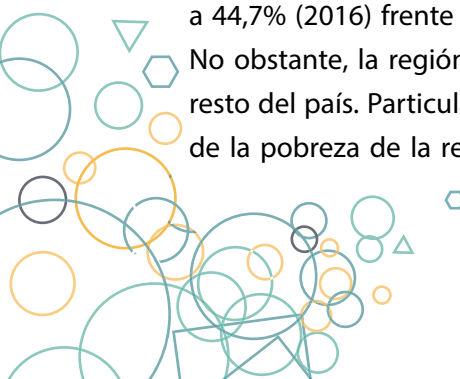 a 44,7% (2016) frente
No obstante, la región
resto del país. Particul
de la pobreza de la re